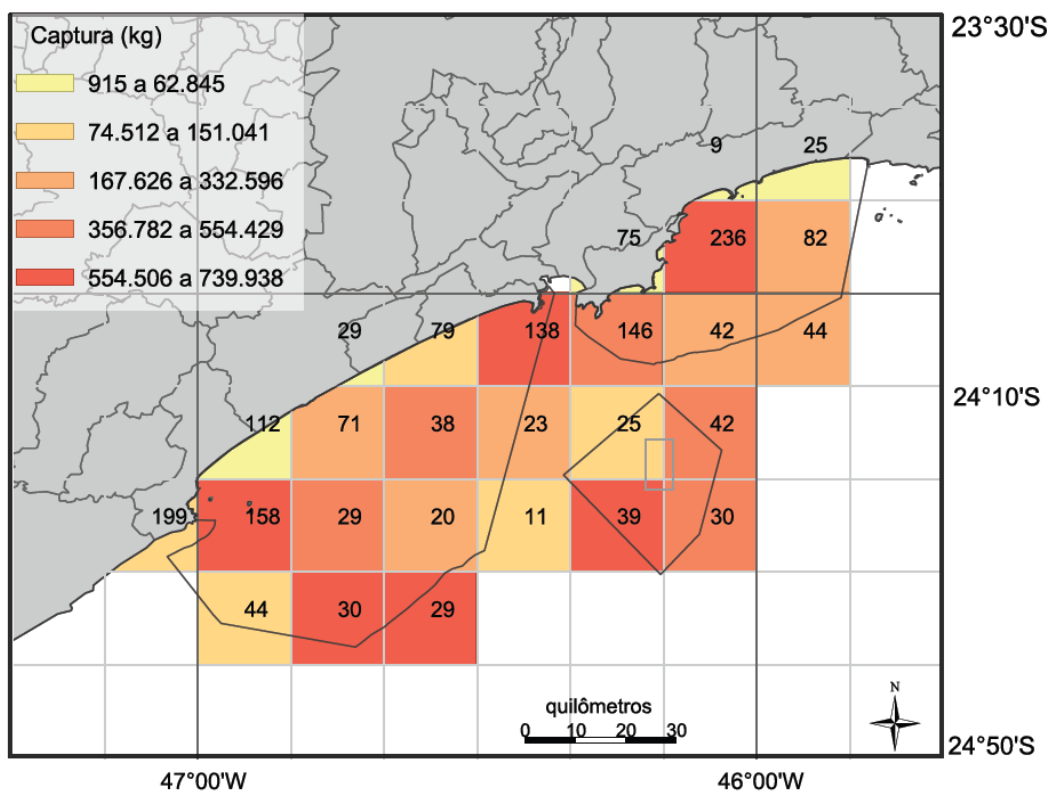 Captura (kg)
915 a 62.845
74.512 a 151.041
167.626 a 332.596
356.782 a 554.429
554.506 a 739.938
23°30'S
9 25
75 236 82
29 79 138 146 42 44
24°10'S
112 71 38 23 25 42
199 158 29 20 11 39 30
44 30 29
N
quilômetros
0 10 20 30
24°50'S
47°00'W 46°00'W